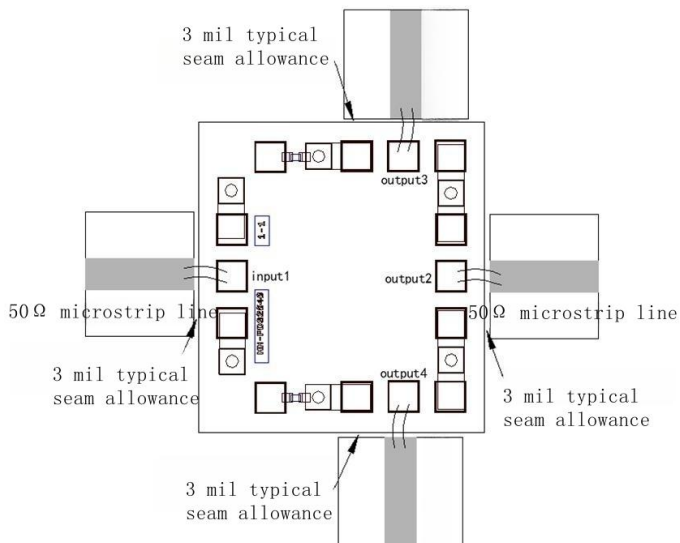 3 mil typical
seam allowance
output3
1-1
input1
output2
50Ω microstrip line
50Ω microstrip line
output4
3 mil typical
seam allowance
3 mil typical
seam allowance
3 mil typical
seam allowance